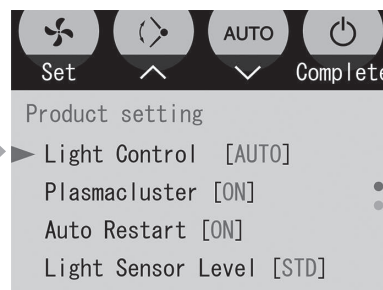 AUTO
Set Complete
Product setting
Light Control [AUTO]
Plasmacluster [ON]
Auto Restart [ON]
Light Sensor Level [STD]